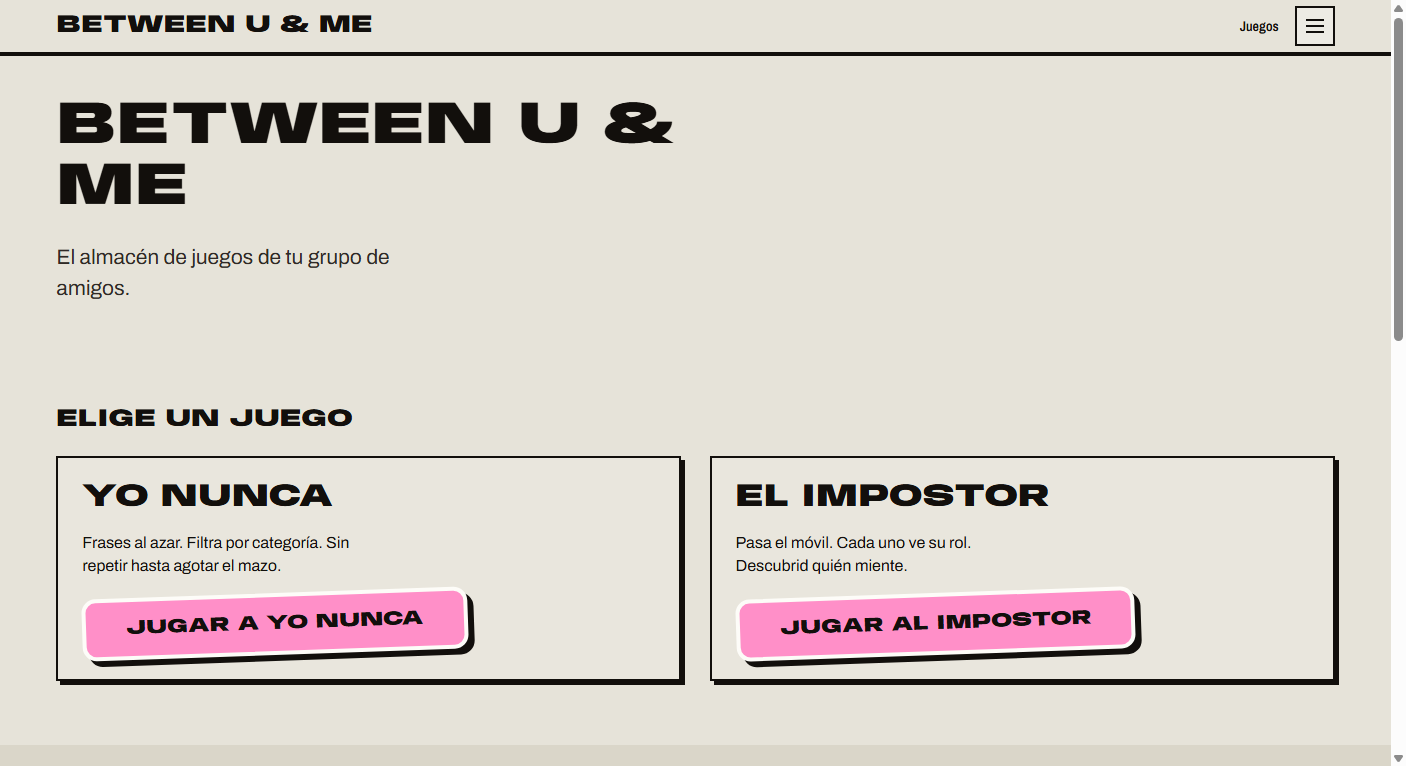 BETWEEN U & ME
Juegos
BETWEEN U &
ME
El almacén de juegos de tu grupo de
amigos.
ELIGE UN JUEGO
YO NUNCA
Frases al azar. Filtra por categoría. Sin
repetir hasta agotar el mazo.
JUGAR A YO NUNCA
EL IMPOSTOR
Pasa el móvil. Cada uno ve su rol.
Descubrid quién miente.
JUGAR AL IMPOSTOR